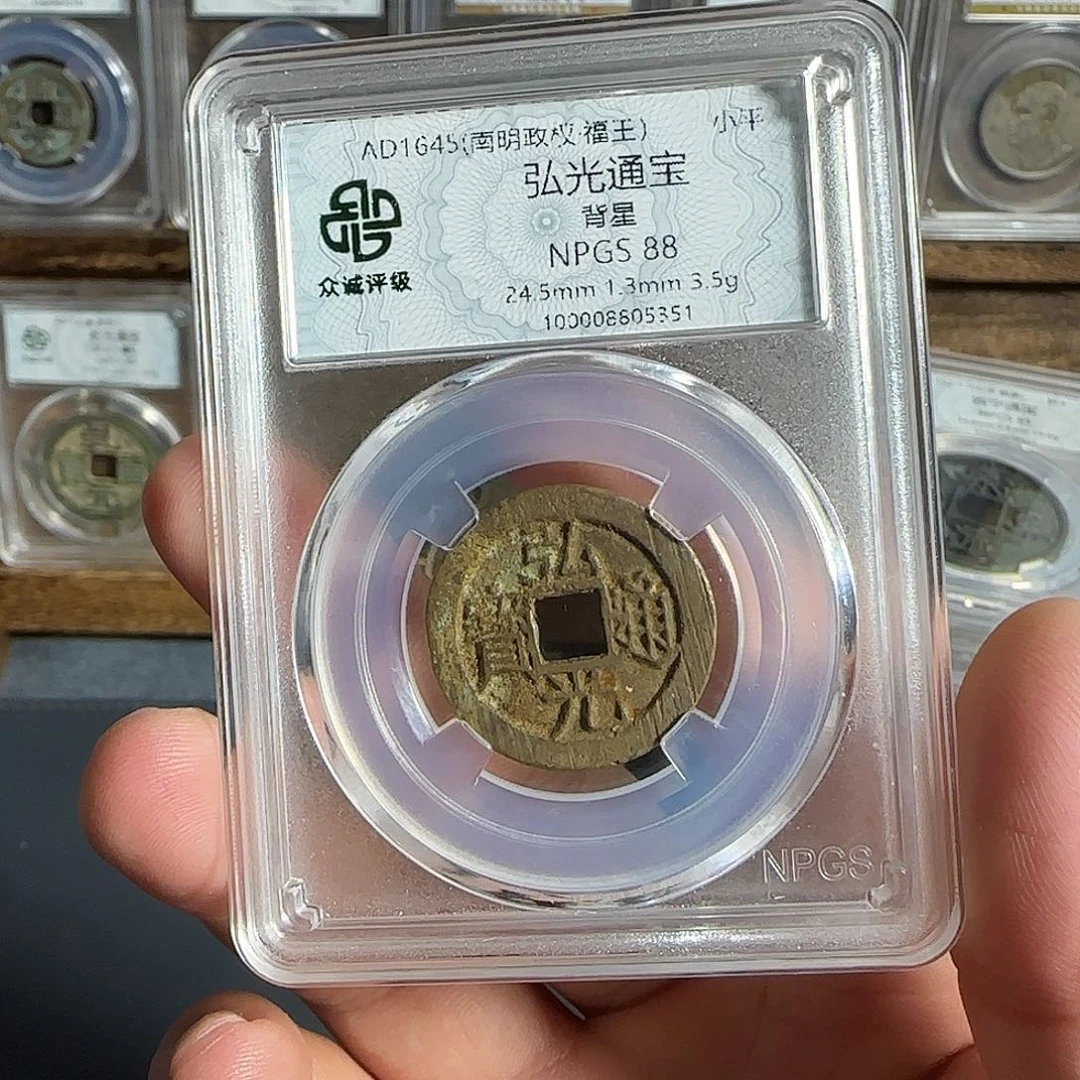 AD1645(南明政权·福王) 小平
弘光通宝
背星
NPGS 88
24.5mm 1.3mm 3.5g
100008805351
众诚评级
弘光通寶
NPGS